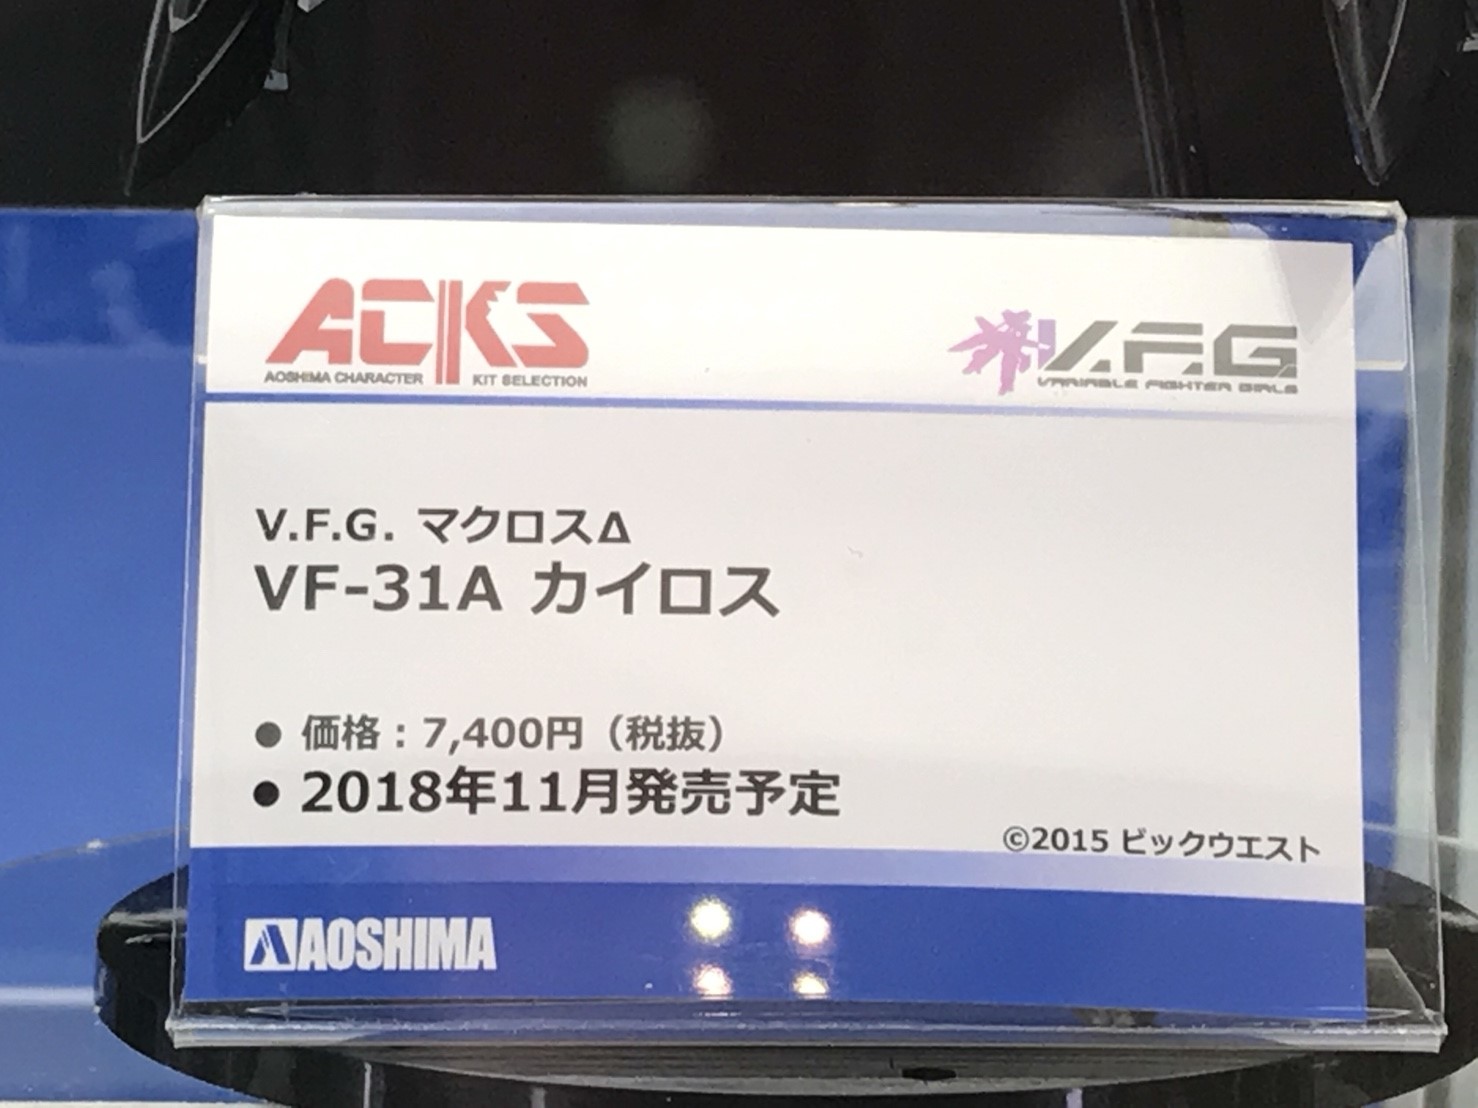 ACKS
AOSHIMA CHARACTER KIT SELECTION
V.F.G
VARIABLE FIGHTER GIRLS
V.F.G. マクロスΔ
VF-31A カイロス
● 価格：7,400円（税抜）
● 2018年11月発売予定
©2015 ビックウエスト
AOSHIMA